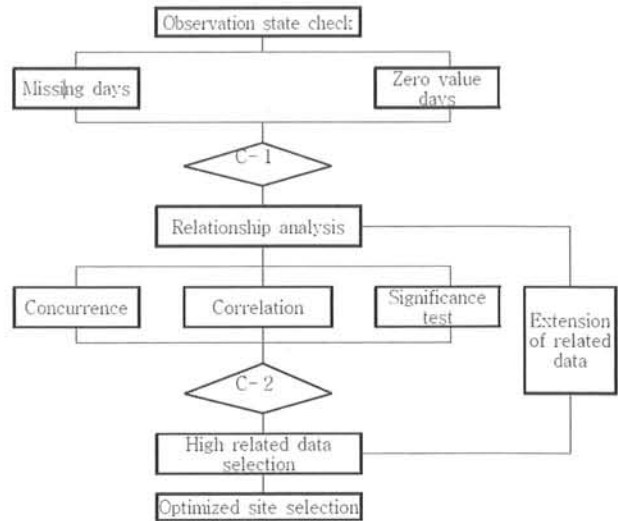 Observation state check
Missing days
Zero value
days
C-1
Relationship analysis
Concurrence
Correlation
Significance
test
Extension
of related
data
C-2
High related data
selection
Optimized site selection